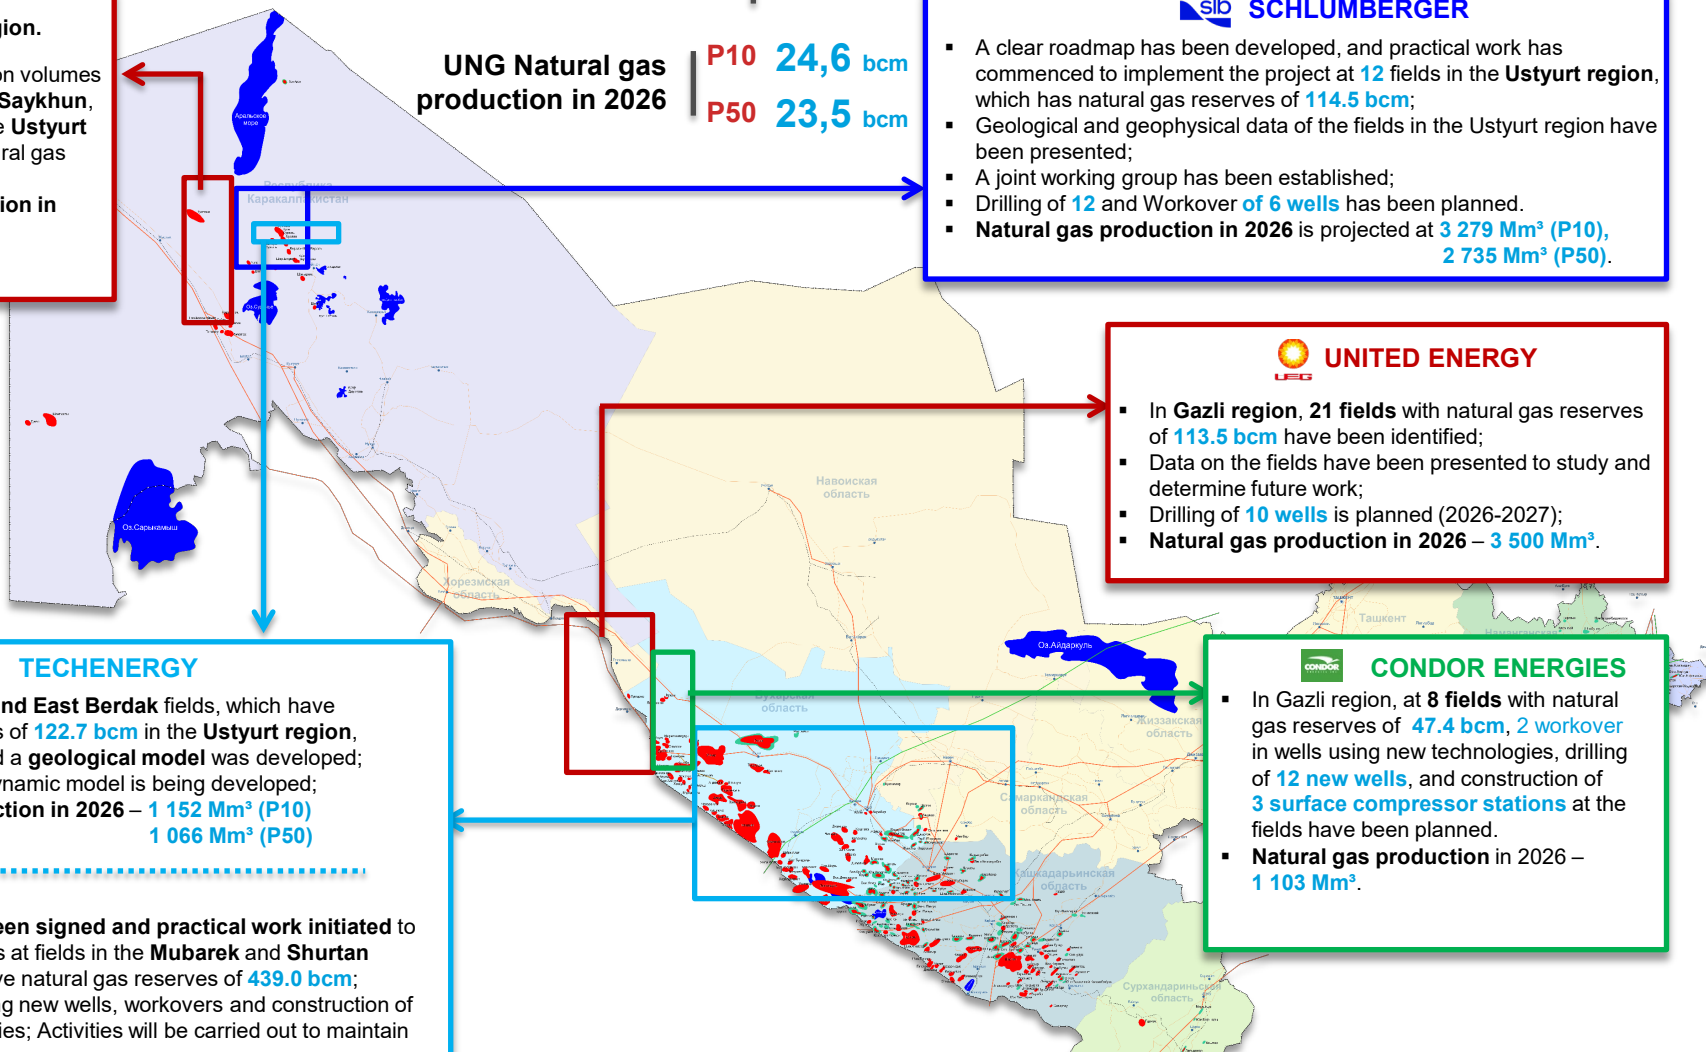 gion.
on volumes
Saykhun,
e Ustyurt
ral gas
ion in
UNG Natural gas
production in 2026
P10 24,6 bcm
P50 23,5 bcm
slb SCHLUMBERGER
▪ A clear roadmap has been developed, and practical work has
commenced to implement the project at 12 fields in the Ustyurt region,
which has natural gas reserves of 114.5 bcm;
▪ Geological and geophysical data of the fields in the Ustyurt region have
been presented;
▪ A joint working group has been established;
▪ Drilling of 12 and Workover of 6 wells has been planned.
▪ Natural gas production in 2026 is projected at 3 279 Mm³ (P10),
2 735 Mm³ (P50).
Аральское
море
Республика
Каракалпакистан
UEG
UNITED ENERGY
▪ In Gazli region, 21 fields with natural gas reserves
of 113.5 bcm have been identified;
▪ Data on the fields have been presented to study and
determine future work;
▪ Drilling of 10 wells is planned (2026-2027);
▪ Natural gas production in 2026 – 3 500 Mm³.
Навоиская
область
Оз.Сарыкамыш
Хорезмская
область
Ташкент
Наманганская
Оз.Айдаркуль
Бухарская
область
Джизакская
область
Самаркандская
область
Кашкадарьинская
область
Сурхандарьинская
область
TECHENERGY
nd East Berdak fields, which have
s of 122.7 bcm in the Ustyurt region,
d a geological model was developed;
ynamic model is being developed;
ction in 2026 – 1 152 Mm³ (P10)
1 066 Mm³ (P50)
een signed and practical work initiated to
s at fields in the Mubarek and Shurtan
ve natural gas reserves of 439.0 bcm;
ng new wells, workovers and construction of
ies; Activities will be carried out to maintain
CONDOR
CONDOR ENERGIES
▪ In Gazli region, at 8 fields with natural
gas reserves of 47.4 bcm, 2 workover
in wells using new technologies, drilling
of 12 new wells, and construction of
3 surface compressor stations at the
fields have been planned.
▪ Natural gas production in 2026 –
1 103 Mm³.